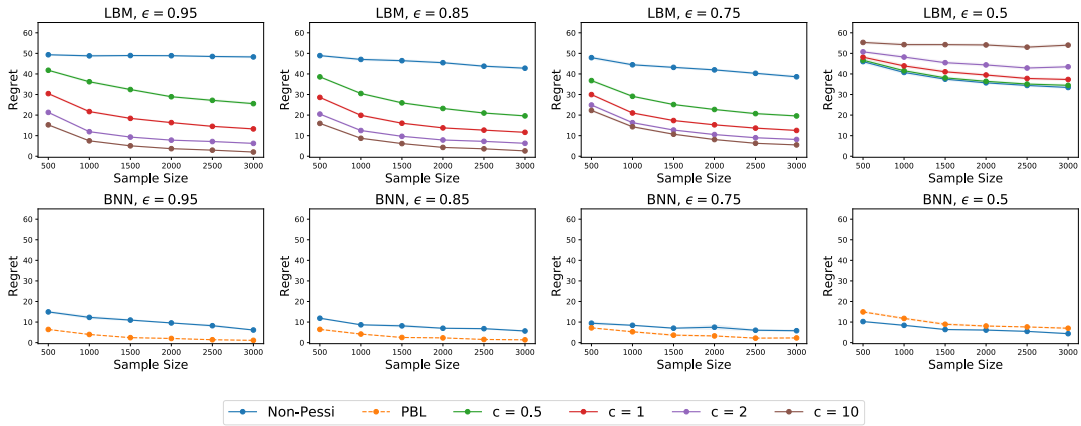 LBM, ϵ = 0.95
60
50
40
30
20
10
0
Regret
500 1000 1500 2000 2500 3000
Sample Size
LBM, ϵ = 0.85
60
50
40
30
20
10
0
Regret
500 1000 1500 2000 2500 3000
Sample Size
LBM, ϵ = 0.75
60
50
40
30
20
10
0
Regret
500 1000 1500 2000 2500 3000
Sample Size
LBM, ϵ = 0.5
60
50
40
30
20
10
0
Regret
500 1000 1500 2000 2500 3000
Sample Size
BNN, ϵ = 0.95
60
50
40
30
20
10
0
Regret
500 1000 1500 2000 2500 3000
Sample Size
BNN, ϵ = 0.85
60
50
40
30
20
10
0
Regret
500 1000 1500 2000 2500 3000
Sample Size
BNN, ϵ = 0.75
60
50
40
30
20
10
0
Regret
500 1000 1500 2000 2500 3000
Sample Size
BNN, ϵ = 0.5
60
50
40
30
20
10
0
Regret
500 1000 1500 2000 2500 3000
Sample Size
Non-Pessi PBL c = 0.5 c = 1 c = 2 c = 10